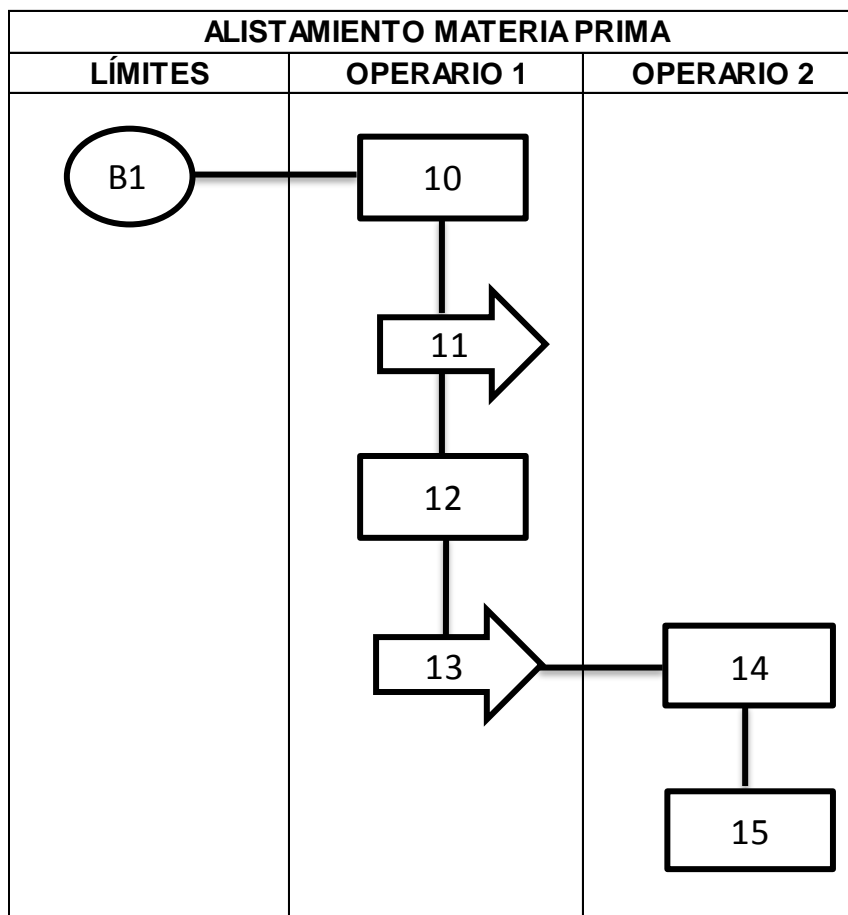 ALISTAMIENTO MATERIA PRIMA
LÍMITES OPERARIO 1 OPERARIO 2
B1 10
11
12
13 14
15